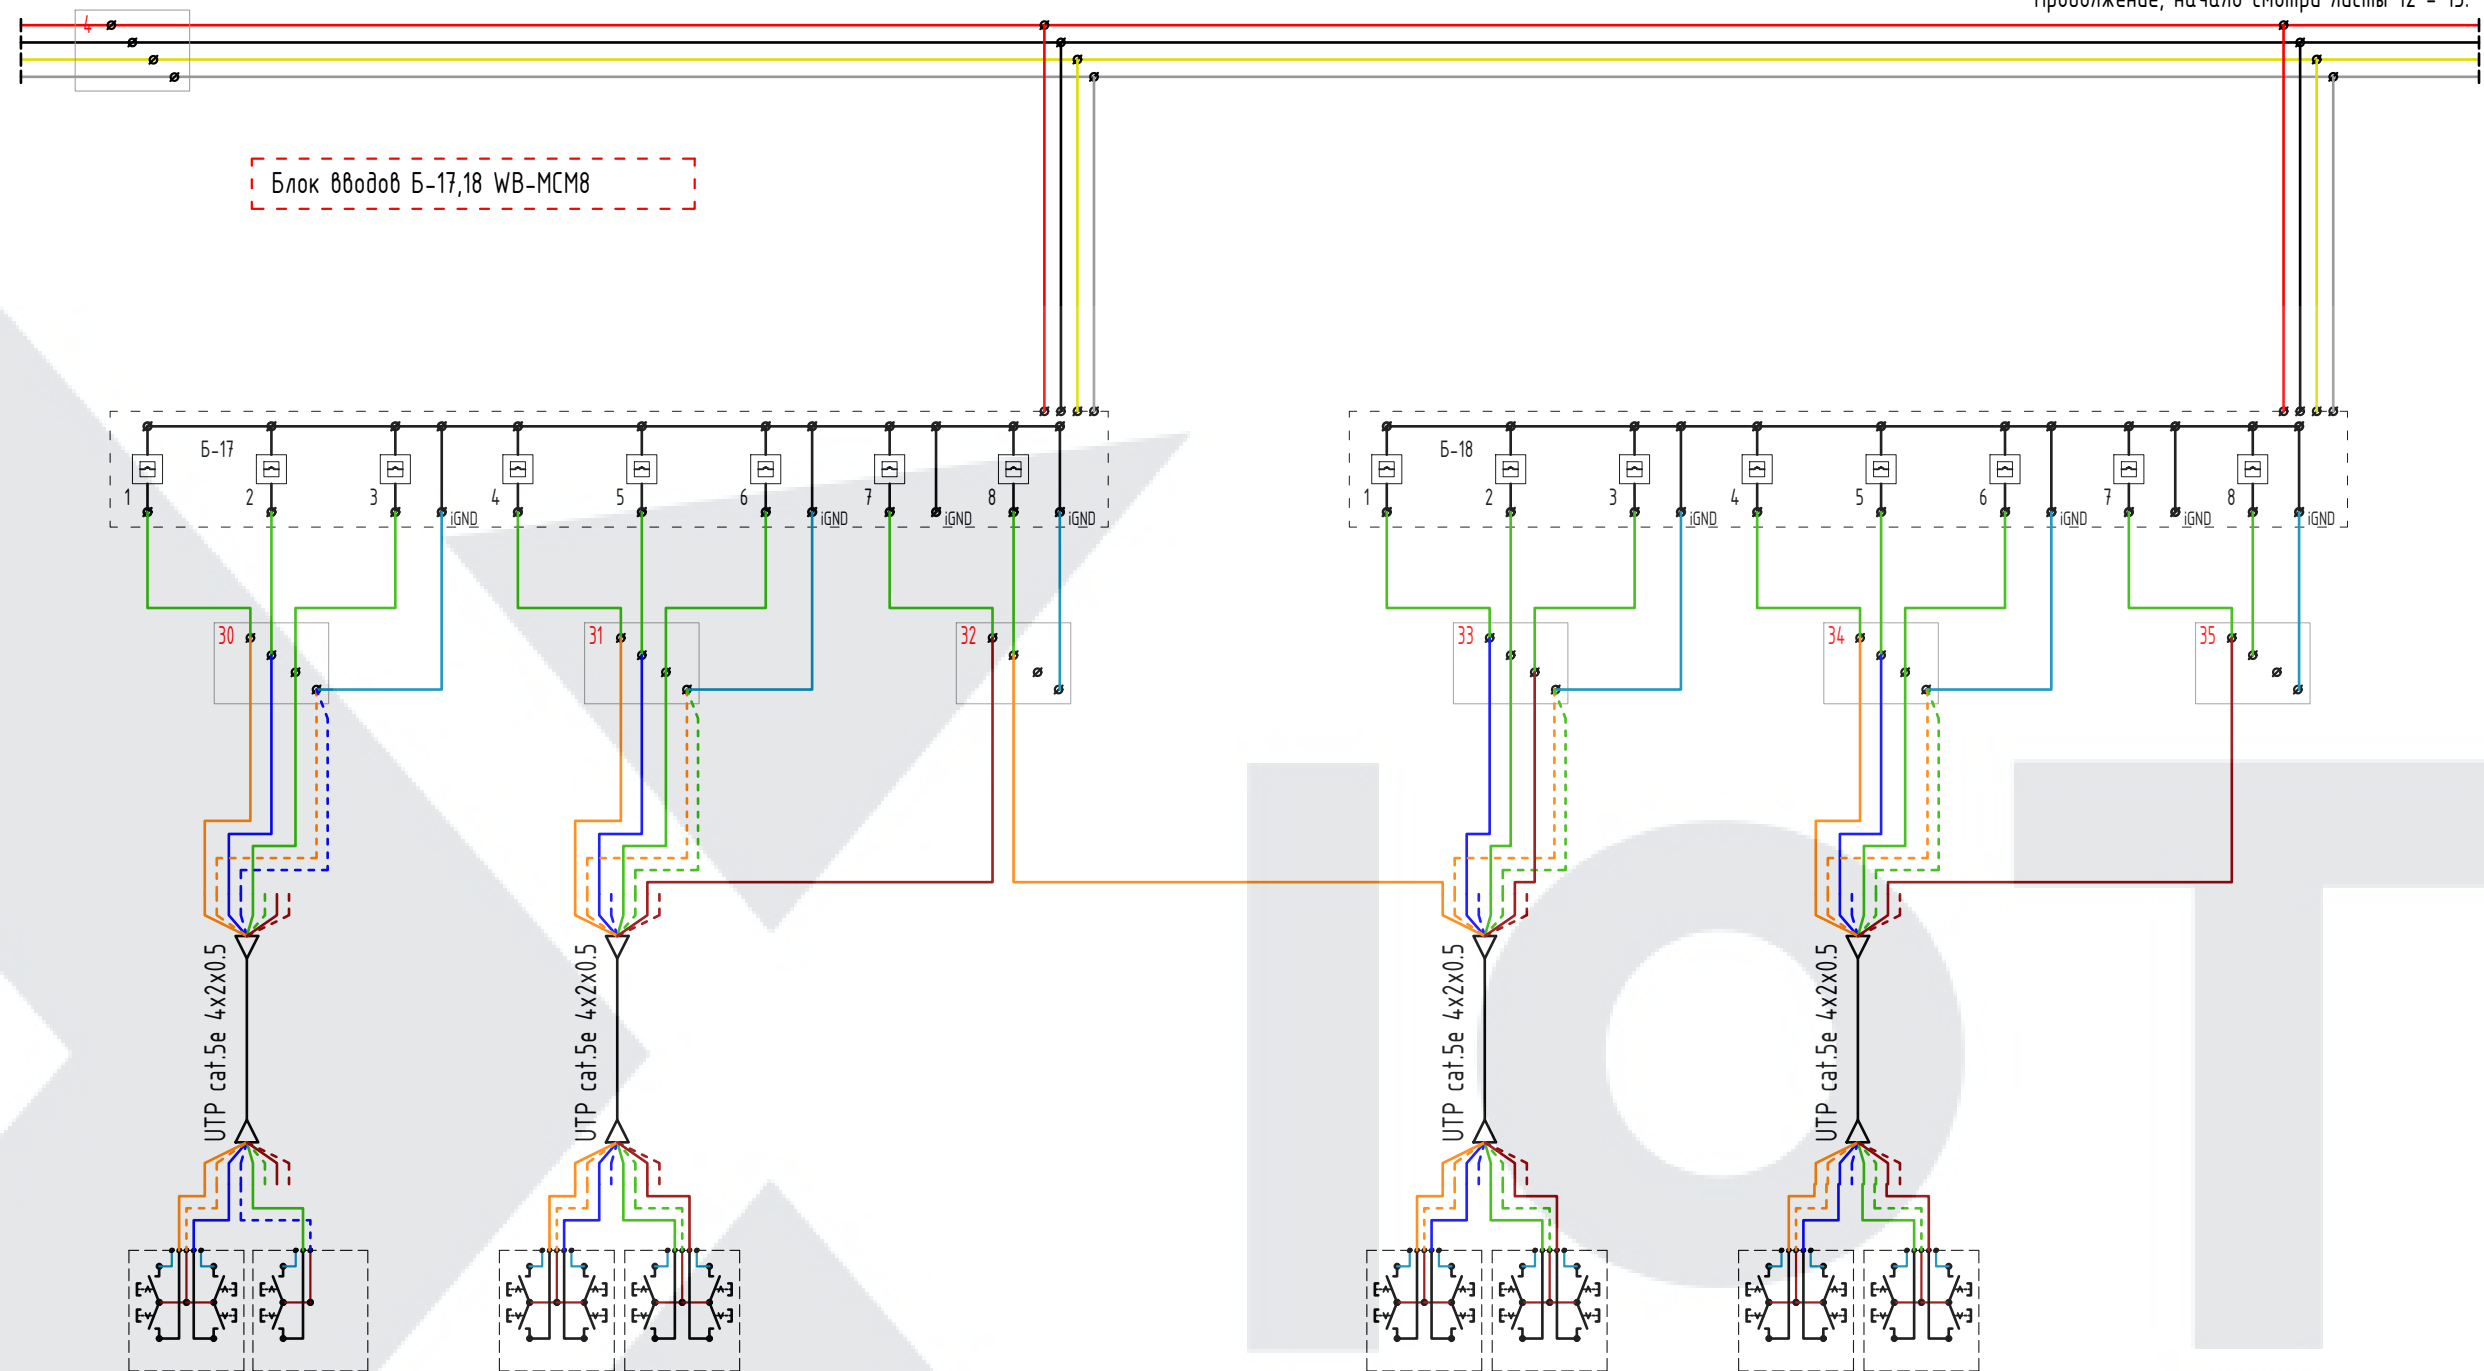 Продолжение, начало смотри листы 12 - 15.
4
Блок вводов Б-17,18 WB-MCM8
Б-17
1
2
3
iGND
4
5
6
iGND
7
iGND
8
iGND
Б-18
1
2
3
iGND
4
5
6
iGND
7
iGND
8
iGND
30
31
32
33
34
35
UTP cat.5e 4x2x0.5
UTP cat.5e 4x2x0.5
UTP cat.5e 4x2x0.5
UTP cat.5e 4x2x0.5
IoT